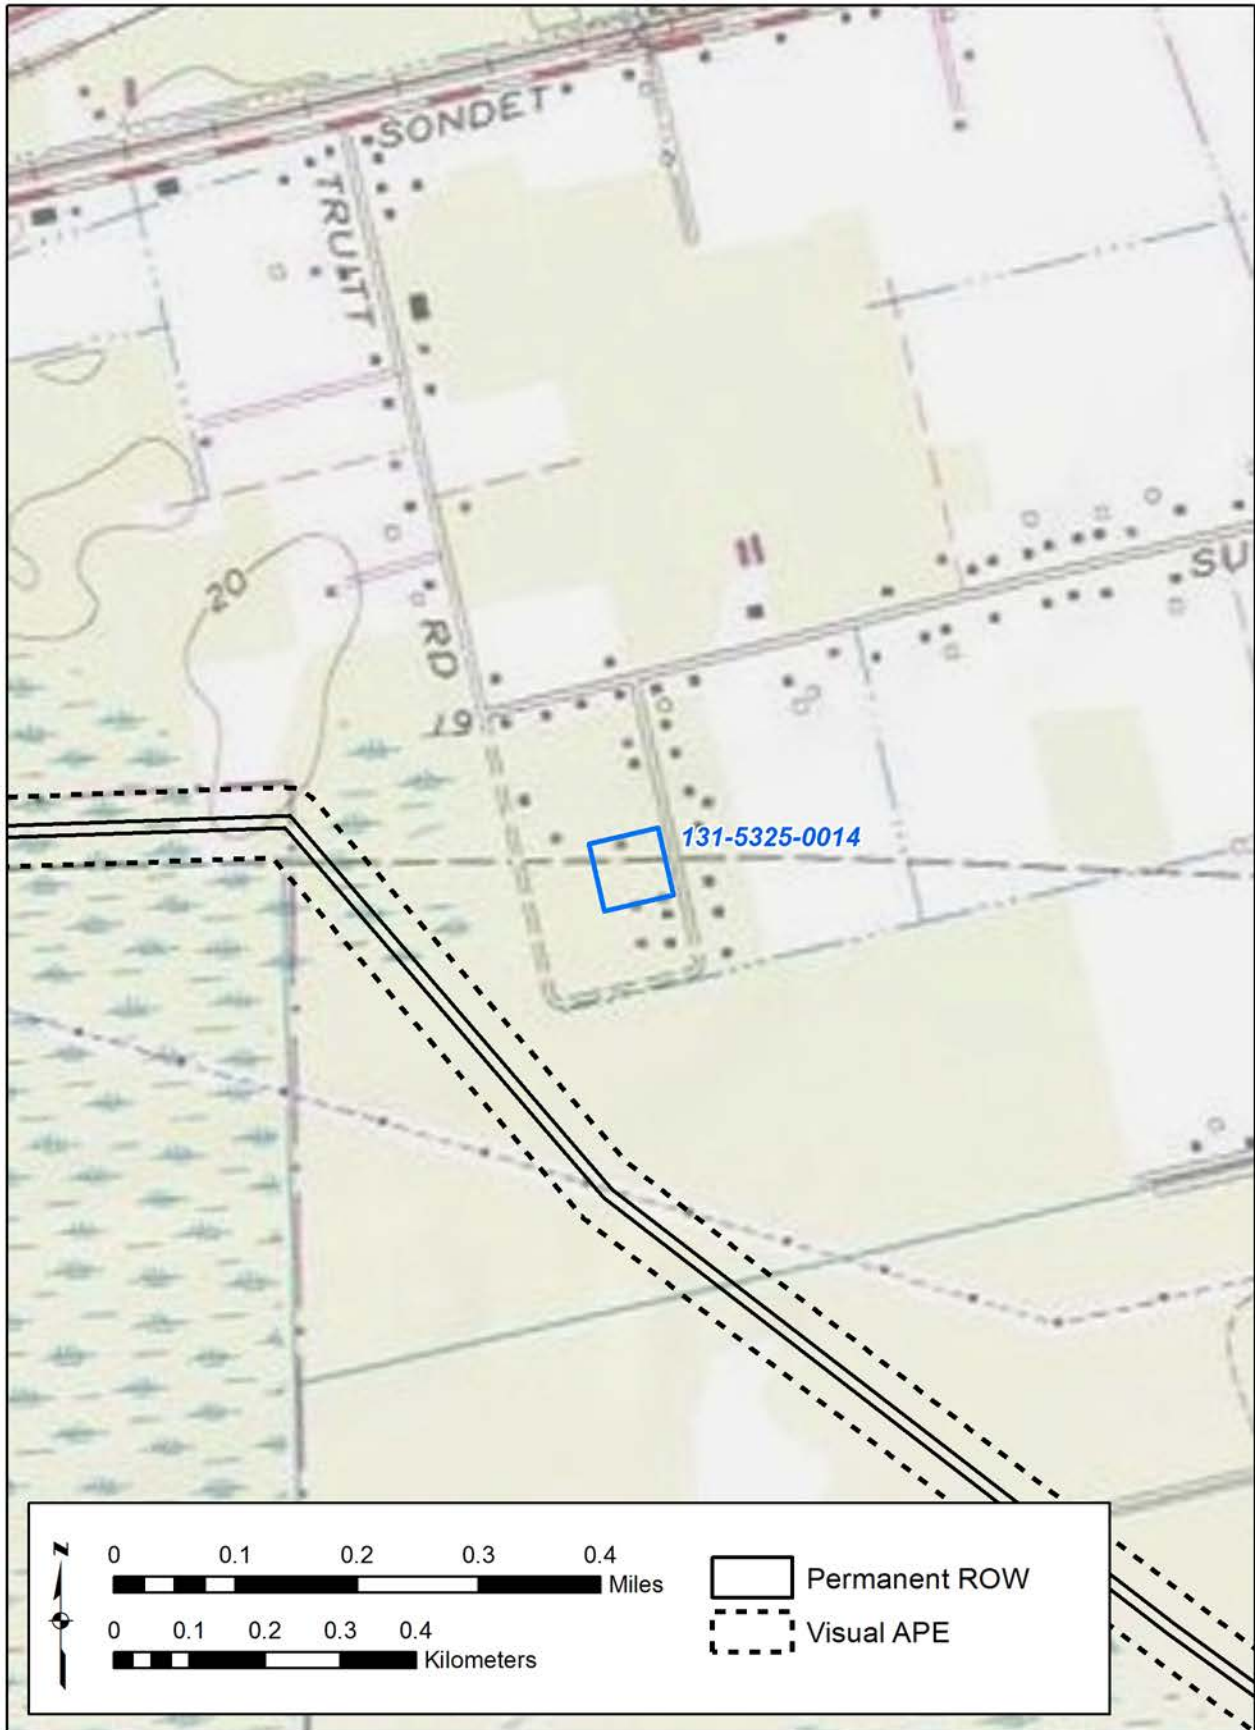 SONDET
TRUITT
20
RD
SU
19
131-5325-0014
N
0 0.1 0.2 0.3 0.4
Miles
0 0.1 0.2 0.3 0.4
Kilometers
Permanent ROW
Visual APE